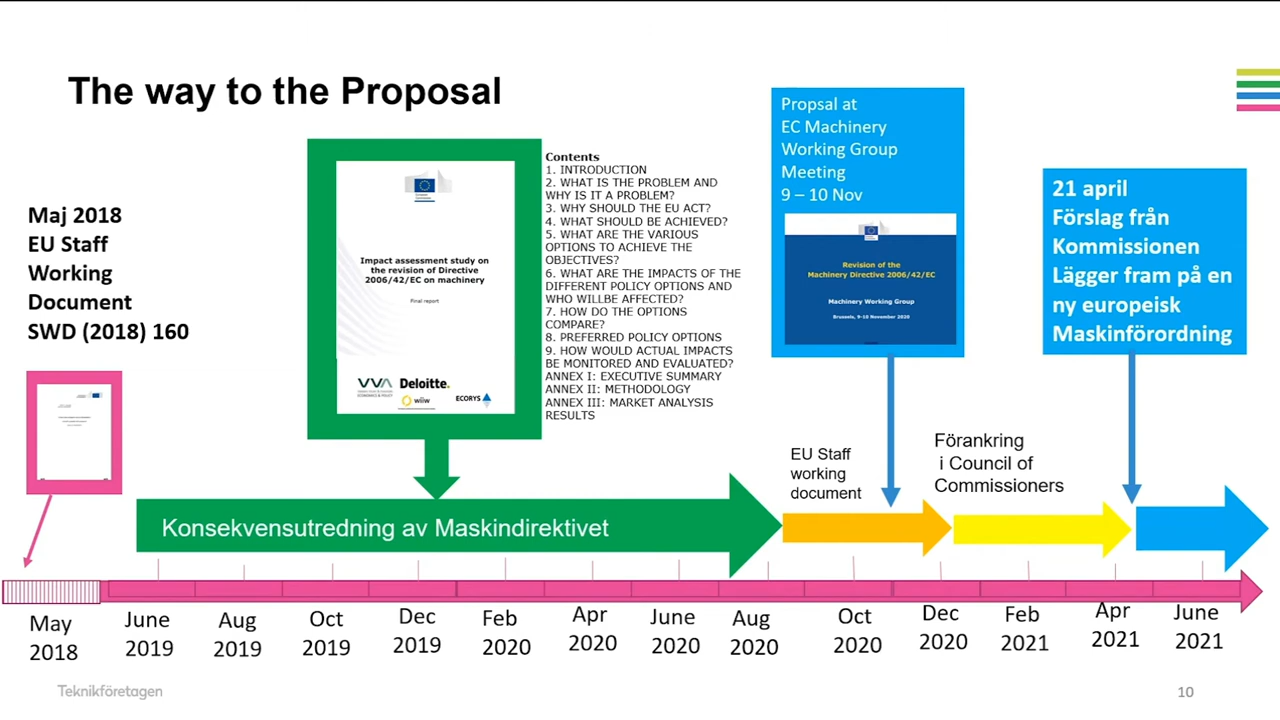 The way to the Proposal
Maj 2018
EU Staff
Working
Document
SWD (2018) 160
Impact assessment study on
the revision of Directive
2006/42/EC on machinery
Final report
VVA
ECONOMICS & POLICY
Deloitte.
wiiw
ECORYS
Contents
1. INTRODUCTION
2. WHAT IS THE PROBLEM AND
WHY IS IT A PROBLEM?
3. WHY SHOULD THE EU ACT?
4. WHAT SHOULD BE ACHIEVED?
5. WHAT ARE THE VARIOUS
OPTIONS TO ACHIEVE THE
OBJECTIVES?
6. WHAT ARE THE IMPACTS OF THE
DIFFERENT POLICY OPTIONS AND
WHO WILLBE AFFECTED?
7. HOW DO THE OPTIONS
COMPARE?
8. PREFERRED POLICY OPTIONS
9. HOW WOULD ACTUAL IMPACTS
BE MONITORED AND EVALUATED?
ANNEX I: EXECUTIVE SUMMARY
ANNEX II: METHODOLOGY
ANNEX III: MARKET ANALYSIS
RESULTS
Propsal at
EC Machinery
Working Group
Meeting
9 – 10 Nov
Revision of the
Machinery Directive 2006/42/EC
Machinery Working Group
Brussels, 9-10 November 2020
21 april
Förslag från
Kommissionen
Lägger fram på en
ny europeisk
Maskinförordning
EU Staff
working
document
Förankring
i Council of
Commissioners
Konsekvensutredning av Maskindirektivet
May
2018
June
2019
Aug
2019
Oct
2019
Dec
2019
Feb
2020
Apr
2020
June
2020
Aug
2020
Oct
2020
Dec
2020
Feb
2021
Apr
2021
June
2021
Teknikföretagen
10